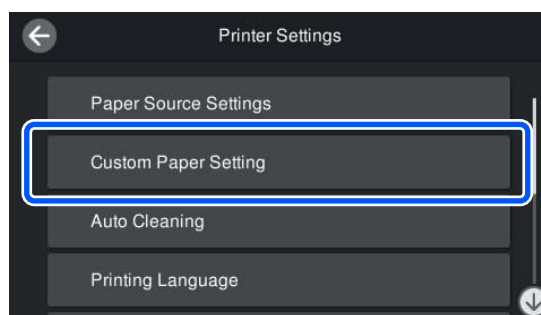 Printer Settings
Paper Source Settings
Custom Paper Setting
Auto Cleaning
Printing Language